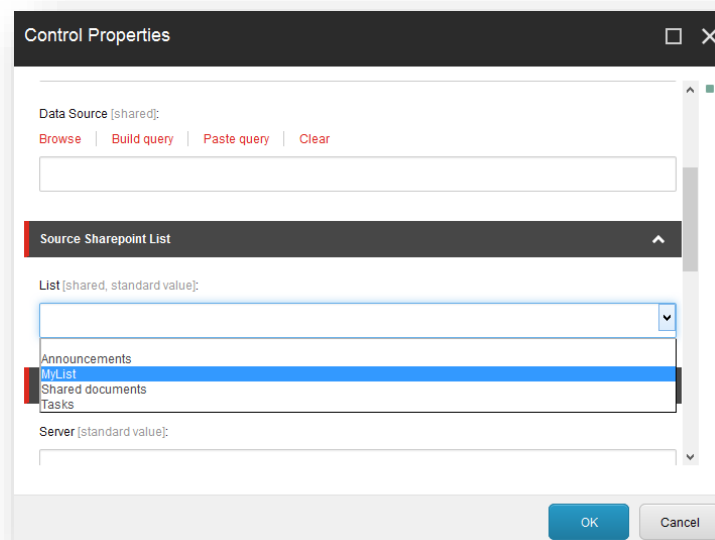 Control Properties
Data Source [shared]:
Browse Build query Paste query Clear
Source Sharepoint List
List [shared, standard value]:
Announcements
MyList
Shared documents
Tasks
Server [standard value]:
OK Cancel